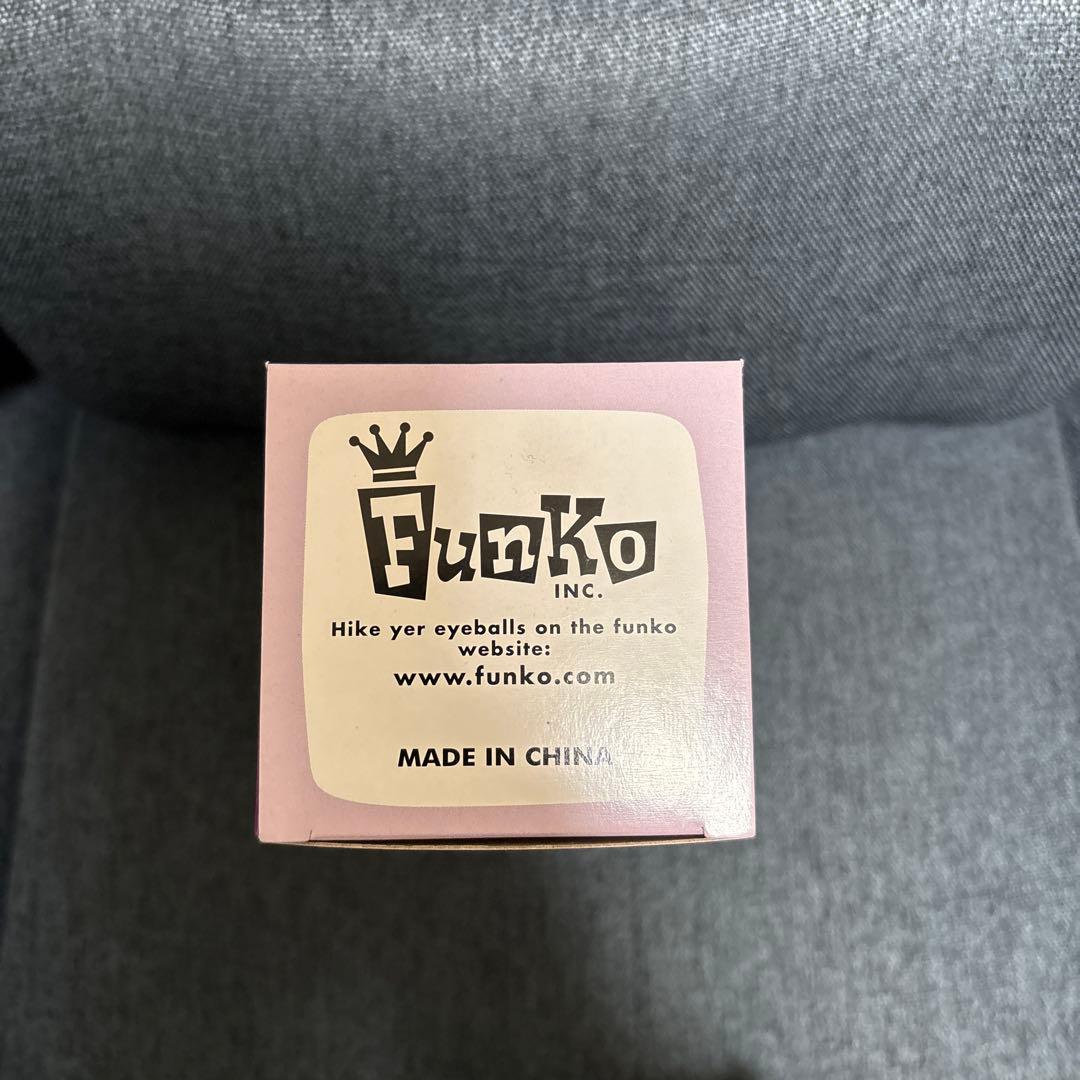 Funko
INC.
Hike yer eyeballs on the funko
website:
www.funko.com
MADE IN CHINA